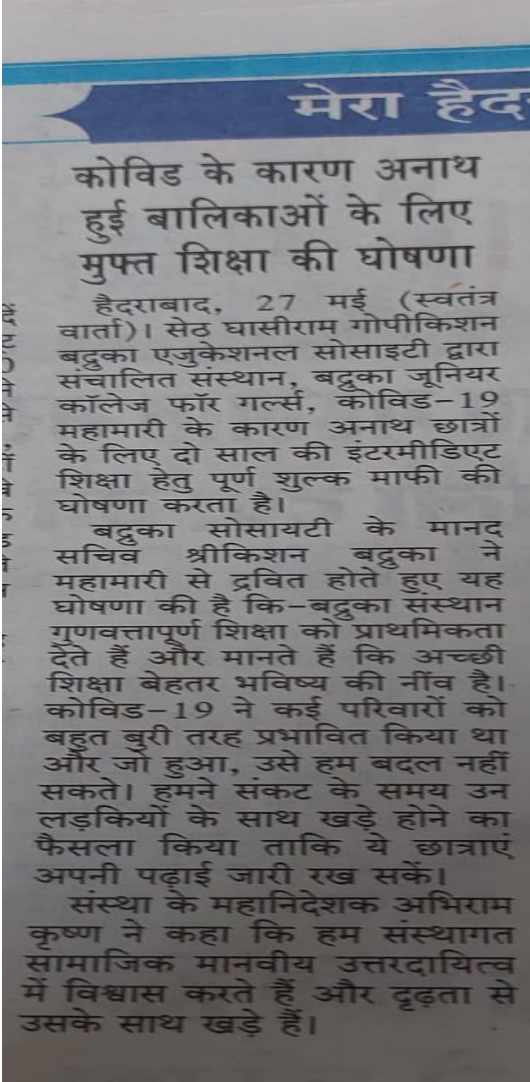 मेरा हैद
कोविड के कारण अनाथ
हुई बालिकाओं के लिए
मुफ्त शिक्षा की घोषणा
हैदराबाद, 27 मई (स्वतंत्र
वार्ता)। सेठ घासीराम गोपीकिशन
बद्रुका एजुकेशनल सोसाइटी द्वारा
संचालित संस्थान, बद्रुका जूनियर
कॉलेज फॉर गर्ल्स, कोविड-19
महामारी के कारण अनाथ छात्रों
के लिए दो साल की इंटरमीडिएट
शिक्षा हेतु पूर्ण शुल्क माफी की
घोषणा करता है।
बद्रुका सोसायटी के मानद
सचिव श्रीकिशन बद्रुका ने
महामारी से द्रवित होते हुए यह
घोषणा की है कि-बद्रुका संस्थान
गुणवत्तापूर्ण शिक्षा को प्राथमिकता
देते हैं और मानते हैं कि अच्छी
शिक्षा बेहतर भविष्य की नींव है।
कोविड-19 ने कई परिवारों को
बहुत बुरी तरह प्रभावित किया था
और जो हुआ, उसे हम बदल नहीं
सकते। हमने संकट के समय उन
लड़कियों के साथ खड़े होने का
फैसला किया ताकि ये छात्राएं
अपनी पढ़ाई जारी रख सकें।
संस्था के महानिदेशक अभिराम
कृष्ण ने कहा कि हम संस्थागत
सामाजिक मानवीय उत्तरदायित्व
में विश्वास करते हैं और दृढ़ता से
उसके साथ खड़े हैं।